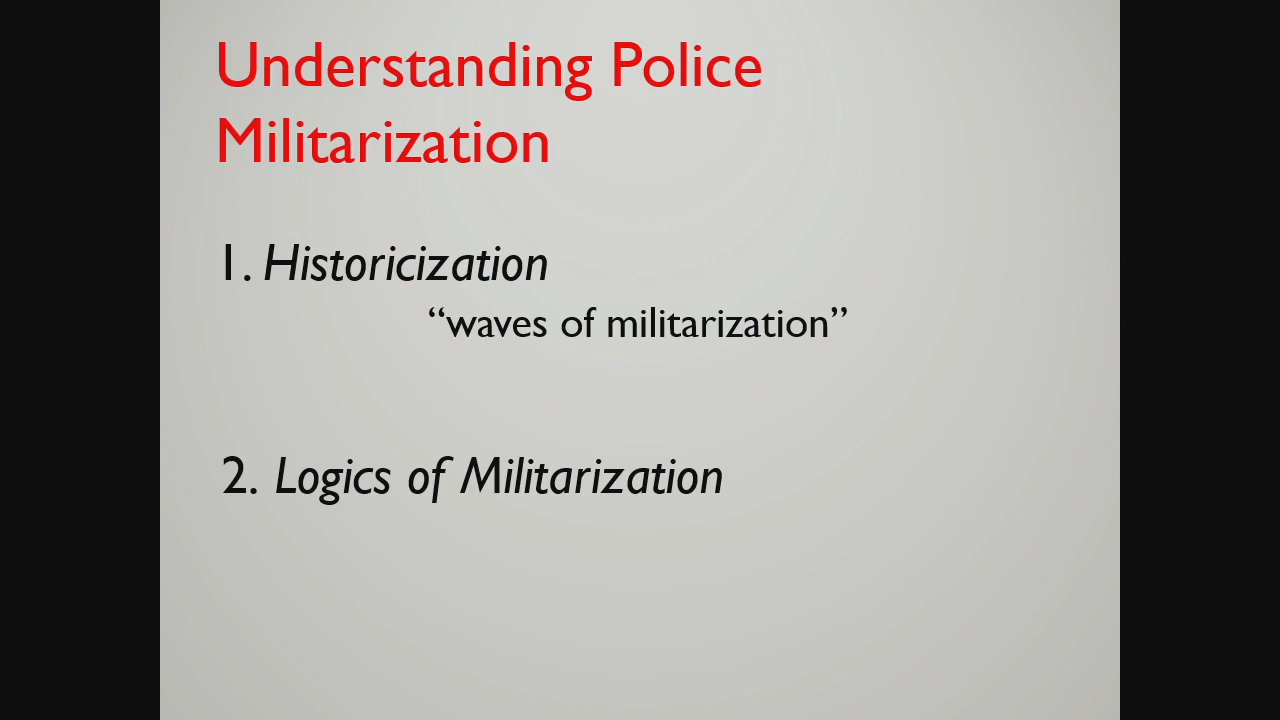 Understanding Police
Militarization
1. Historicization
“waves of militarization”
2. Logics of Militarization